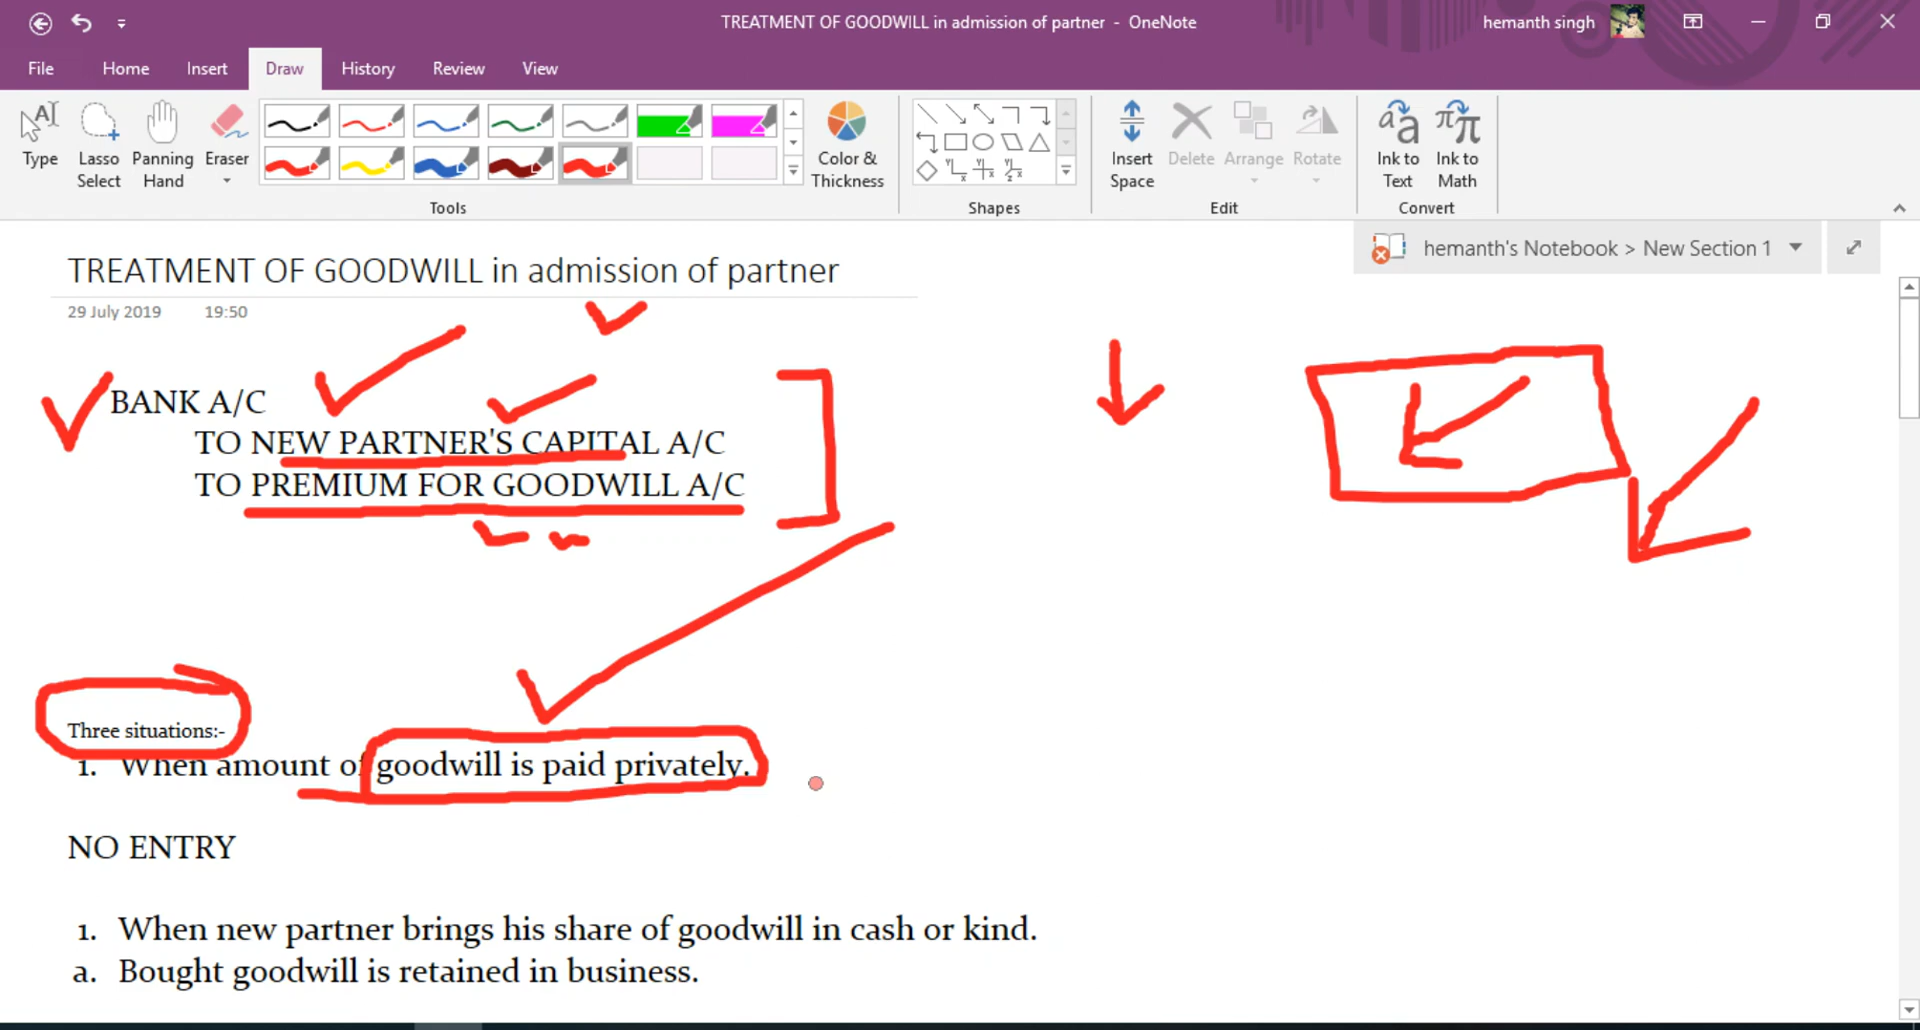 TREATMENT OF GOODWILL in admission of partner - OneNote
hemanth singh
File Home Insert Draw History Review View
Type
Lasso Select
Panning Hand
Eraser
Color & Thickness
Insert Space
Delete
Arrange
Rotate
Ink to Text
Ink to Math
Tools
Shapes
Edit
Convert
hemanth's Notebook > New Section 1
TREATMENT OF GOODWILL in admission of partner
29 July 2019 19:50
BANK A/C
TO NEW PARTNER'S CAPITAL A/C
TO PREMIUM FOR GOODWILL A/C
Three situations:-
1. When amount of goodwill is paid privately.
NO ENTRY
1. When new partner brings his share of goodwill in cash or kind.
a. Bought goodwill is retained in business.